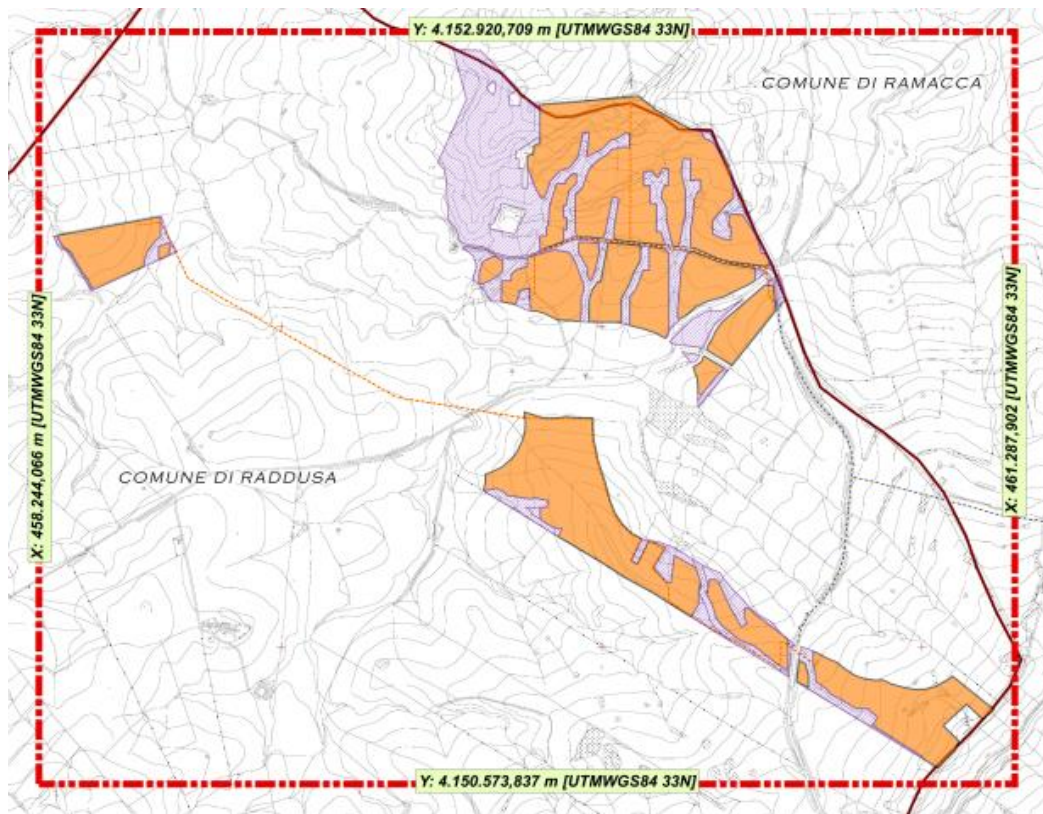 Y: 4.152.920,709 m [UTMWGS84 33N]
COMUNE DI RAMACCA
X: 458.244,066 m [UTMWGS84 33N]
X: 461.287,902 [UTMWGS84 33N]
COMUNE DI RADDUSA
Y: 4.150.573,837 m [UTMWGS84 33N]